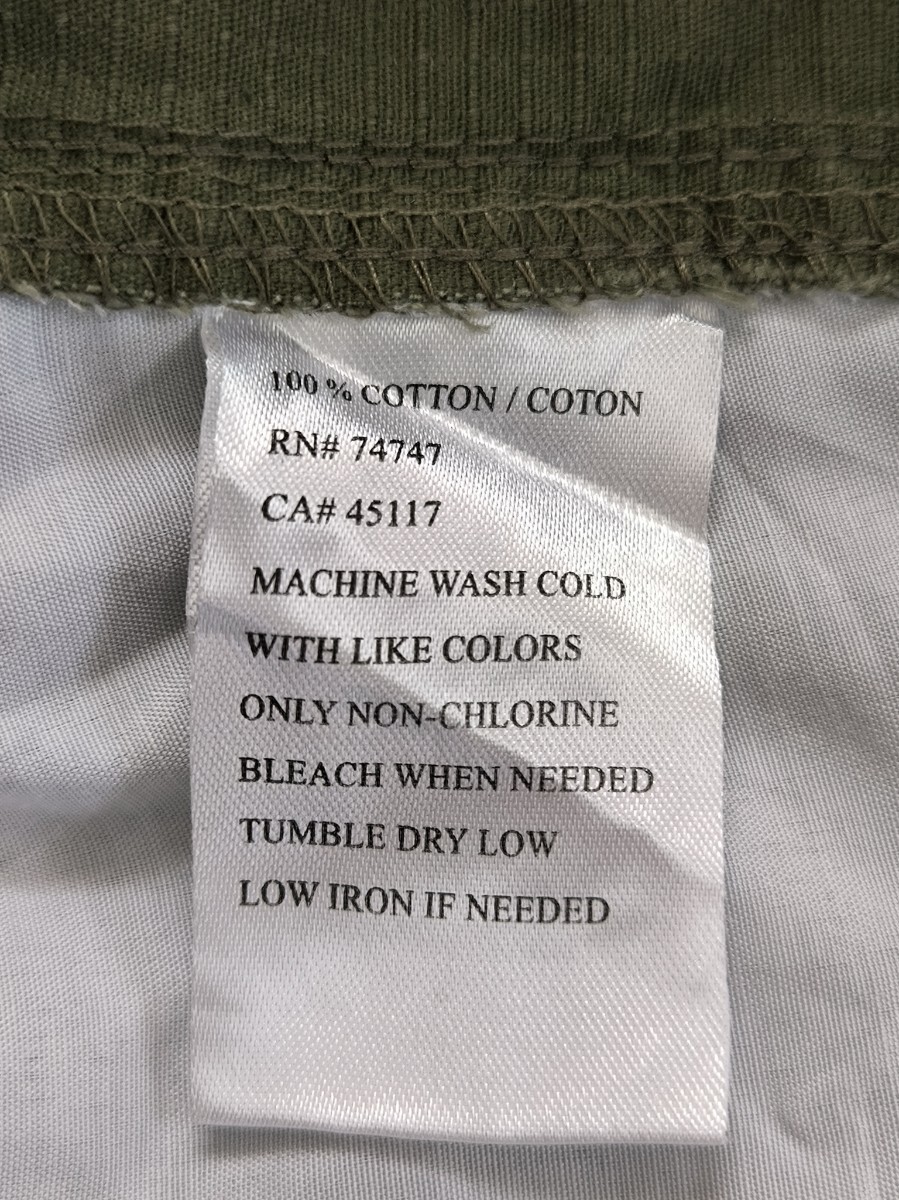 100 % COTTON / COTON
RN# 74747
CA# 45117
MACHINE WASH COLD
WITH LIKE COLORS
ONLY NON-CHLORINE
BLEACH WHEN NEEDED
TUMBLE DRY LOW
LOW IRON IF NEEDED